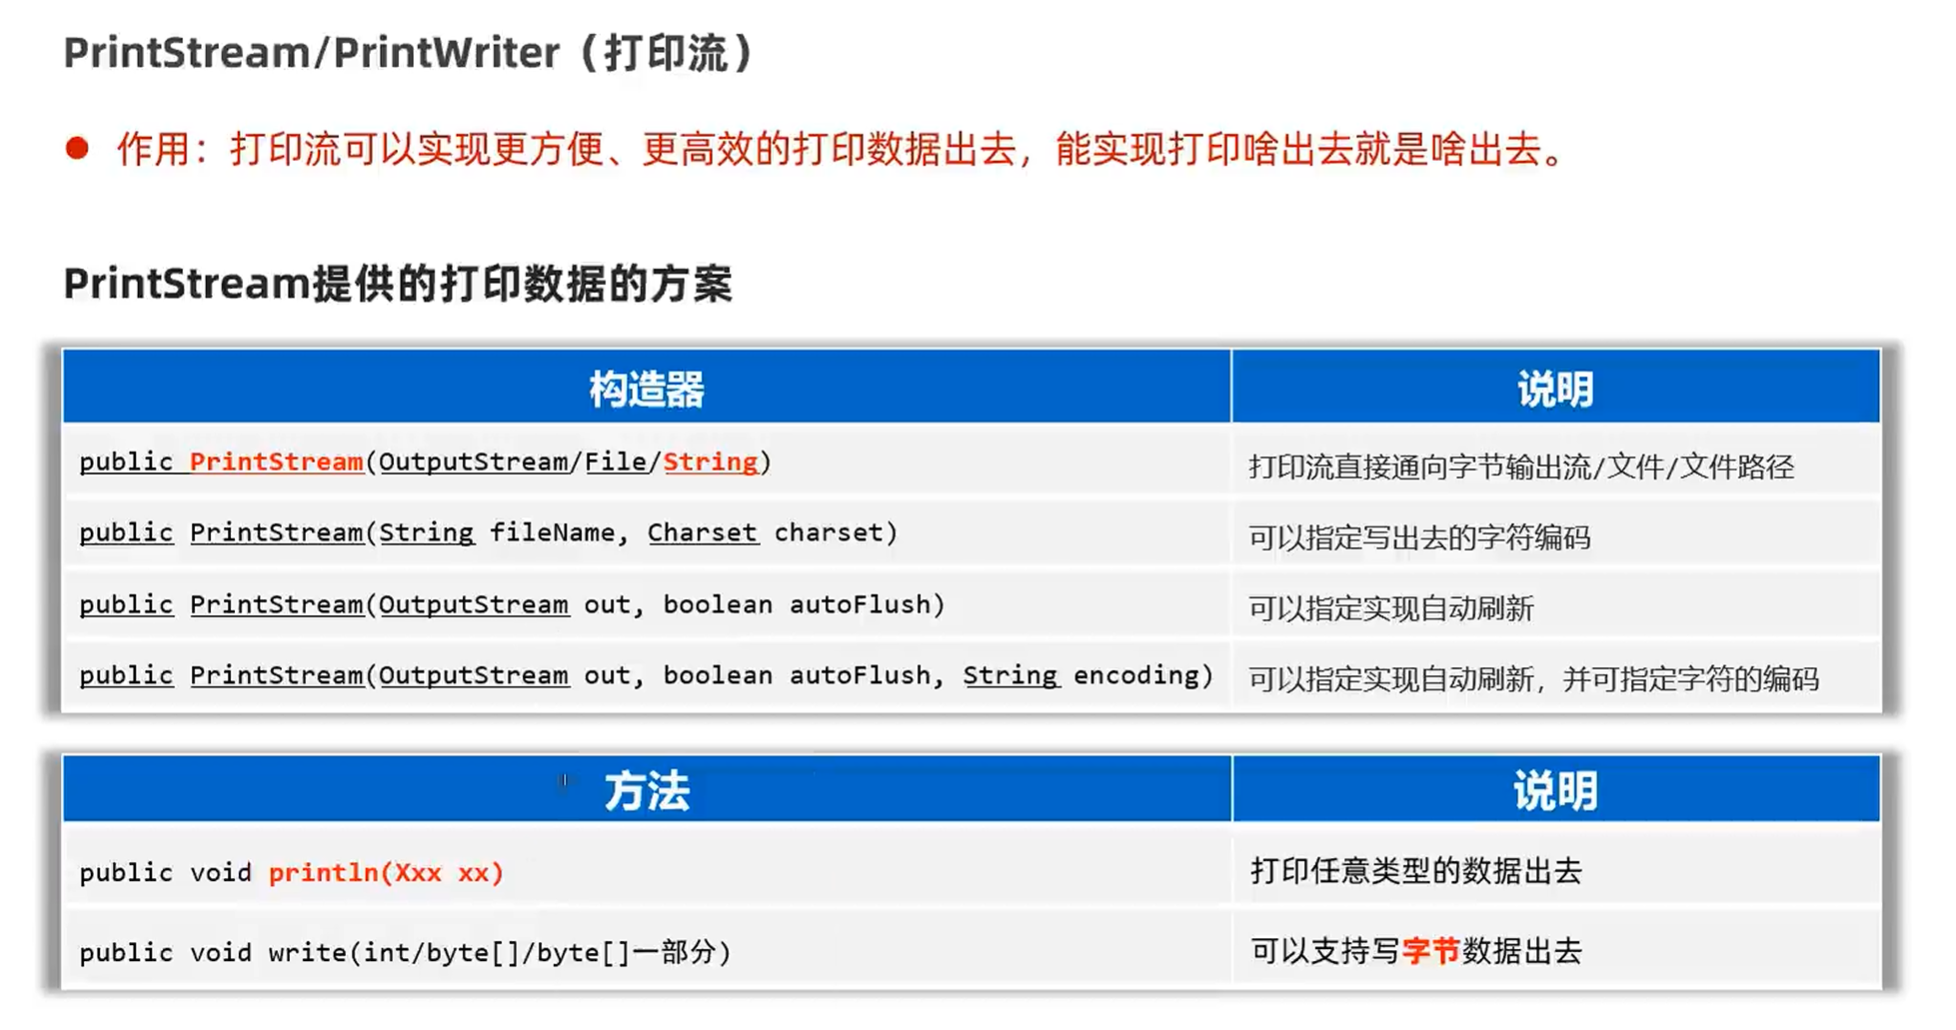 PrintStream/PrintWriter（打印流）
● 作用：打印流可以实现更方便、更高效的打印数据出去，能实现打印啥出去就是啥出去。
PrintStream提供的打印数据的方案
构造器 说明
public PrintStream(OutputStream/File/String) 打印流直接通向字节输出流/文件/文件路径
public PrintStream(String fileName, Charset charset) 可以指定写出去的字符编码
public PrintStream(OutputStream out, boolean autoFlush) 可以指定实现自动刷新
public PrintStream(OutputStream out, boolean autoFlush, String encoding) 可以指定实现自动刷新，并可指定字符的编码
方法 说明
public void println(Xxx xx) 打印任意类型的数据出去
public void write(int/byte[]/byte[]一部分) 可以支持写字节数据出去